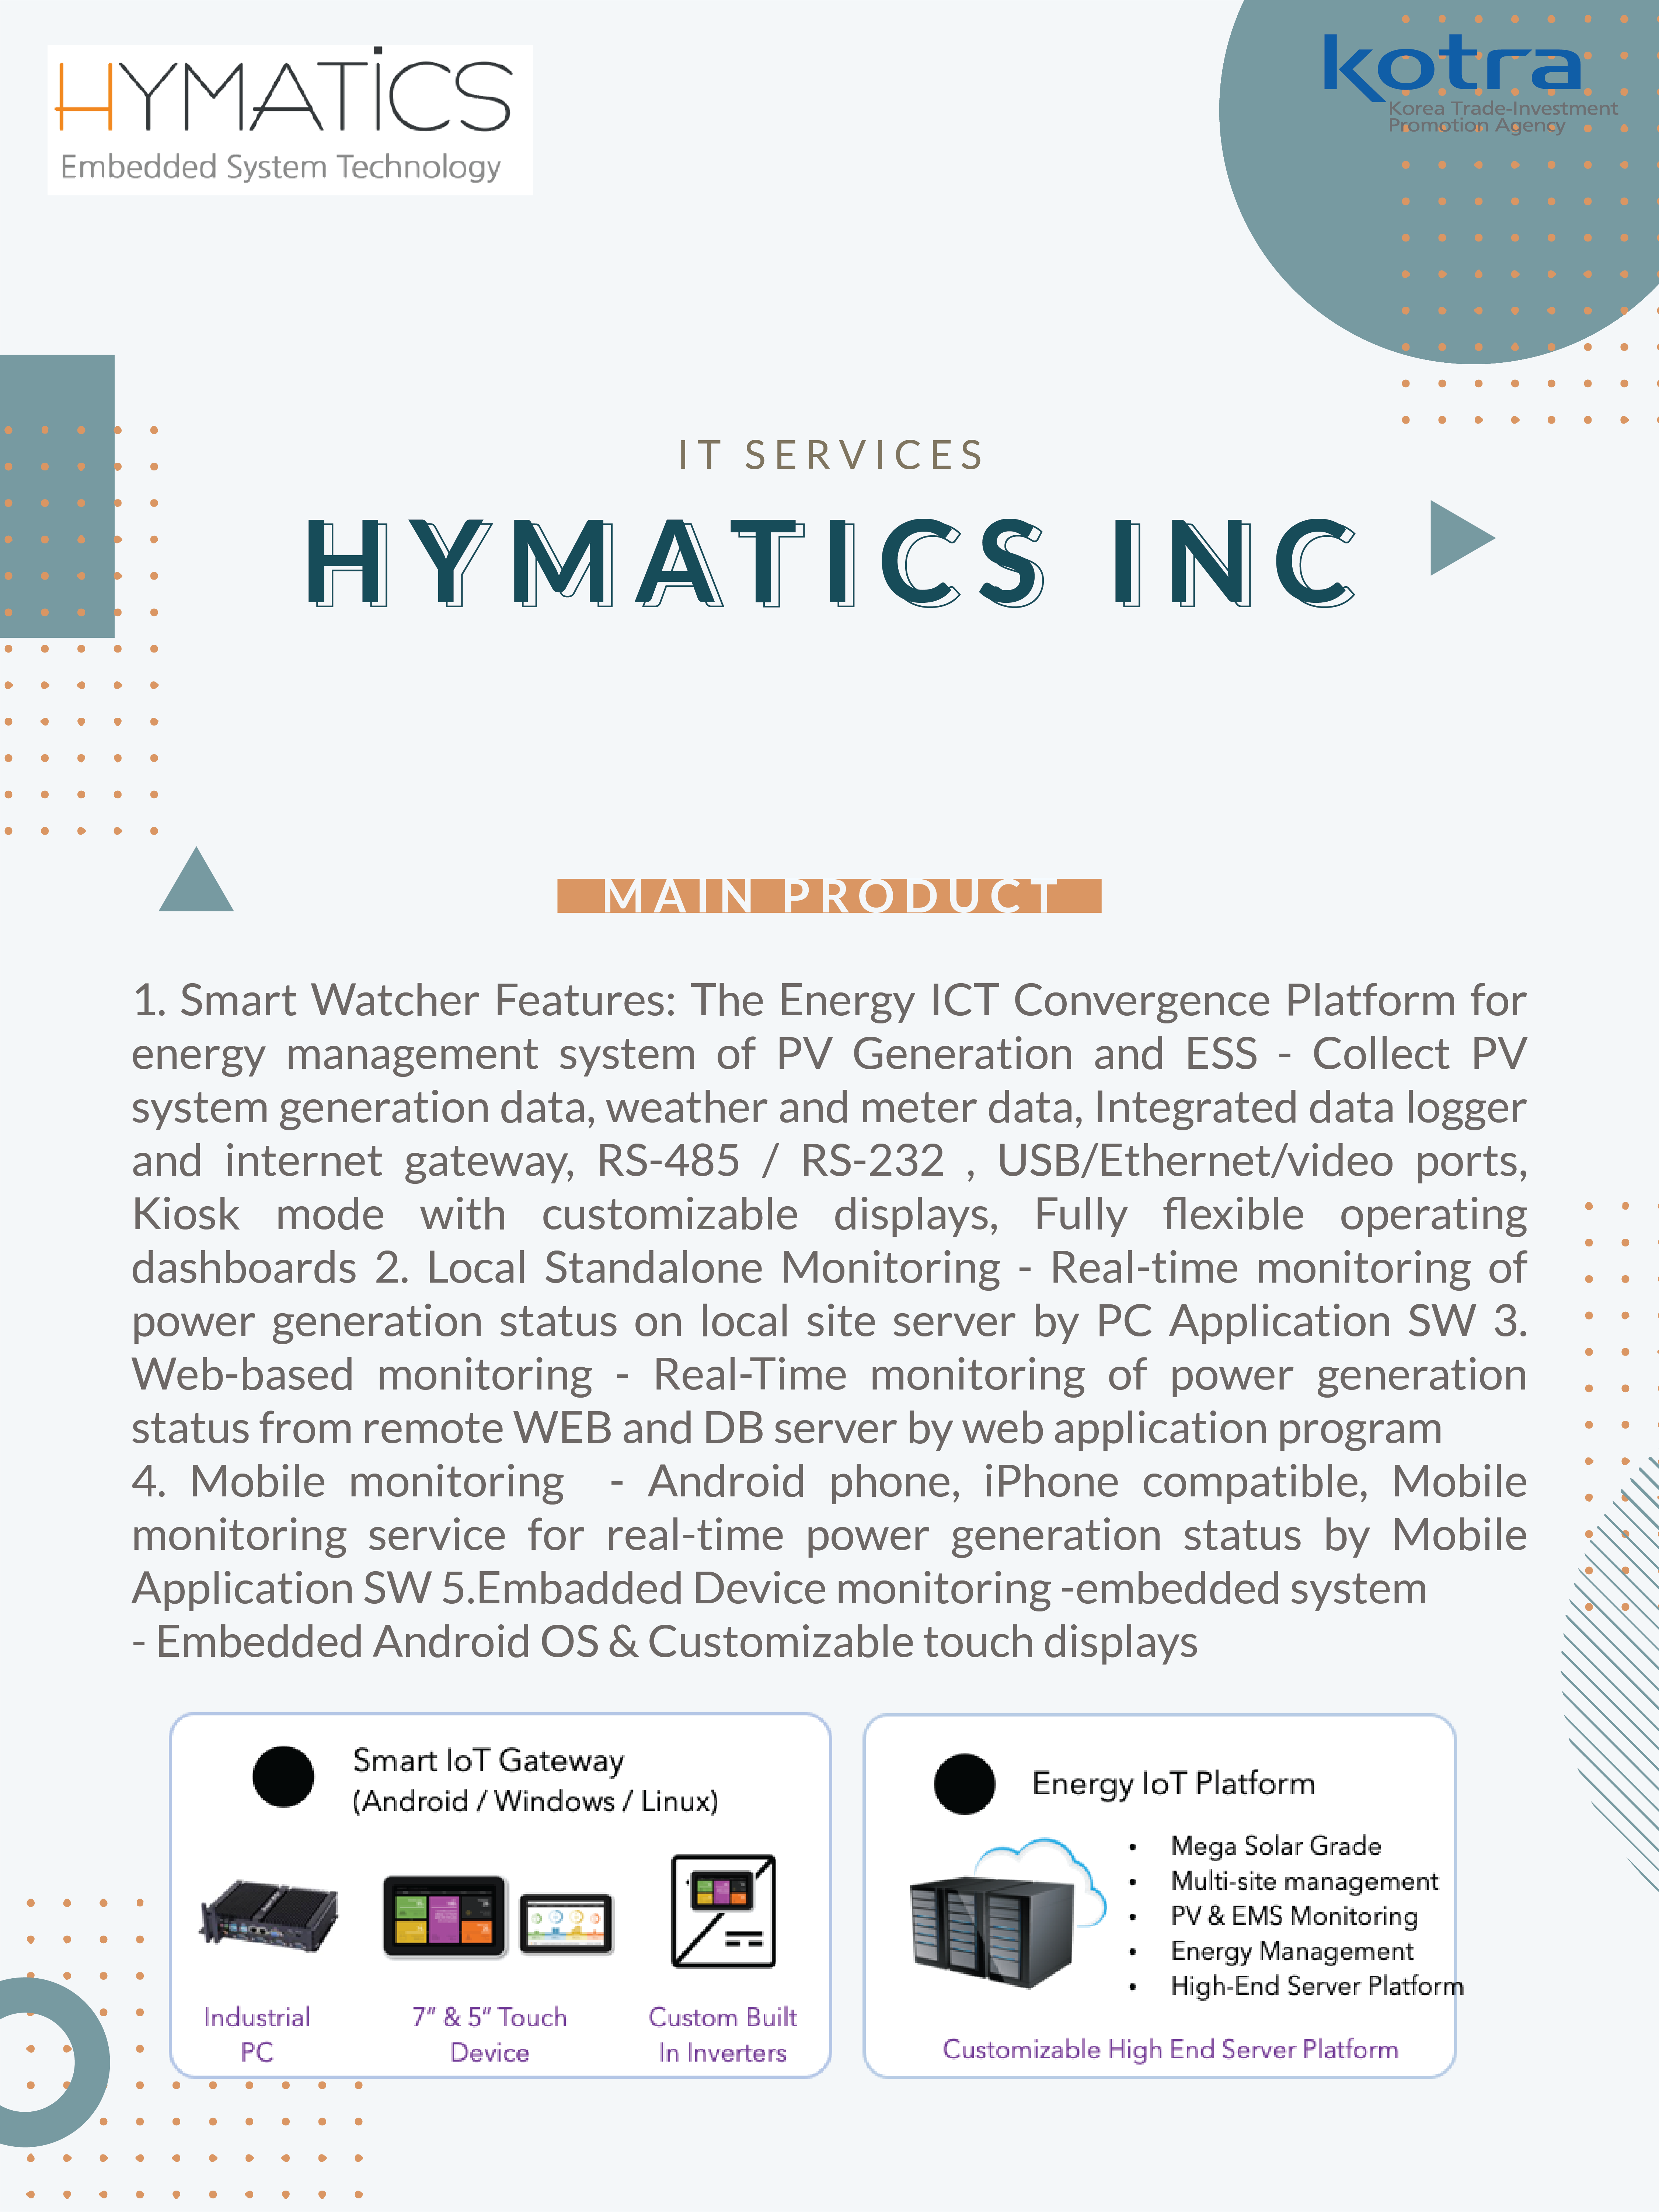 HYMATiCS
Embedded System Technology
kotra
Korea Trade-Investment
Promotion Agency
IT SERVICES
HYMATICS INC
MAIN PRODUCT
1. Smart Watcher Features: The Energy ICT Convergence Platform for
energy management system of PV Generation and ESS - Collect PV
system generation data, weather and meter data, Integrated data logger
and internet gateway, RS-485 / RS-232 , USB/Ethernet/video ports,
Kiosk mode with customizable displays, Fully flexible operating
dashboards 2. Local Standalone Monitoring - Real-time monitoring of
power generation status on local site server by PC Application SW 3.
Web-based monitoring - Real-Time monitoring of power generation
status from remote WEB and DB server by web application program
4. Mobile monitoring - Android phone, iPhone compatible, Mobile
monitoring service for real-time power generation status by Mobile
Application SW 5.Embadded Device monitoring -embedded system
- Embedded Android OS & Customizable touch displays
Smart IoT Gateway
(Android / Windows / Linux)
Industrial
PC
7” & 5” Touch
Device
Custom Built
In Inverters
Energy IoT Platform
• Mega Solar Grade
• Multi-site management
• PV & EMS Monitoring
• Energy Management
• High-End Server Platform
Customizable High End Server Platform